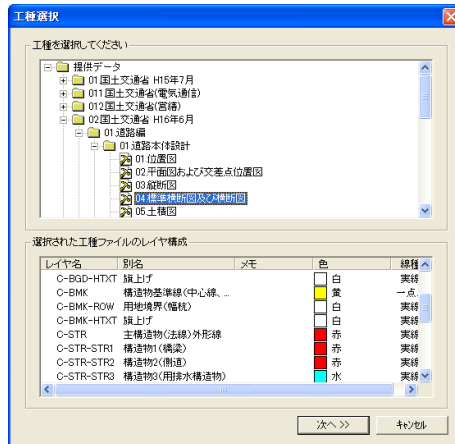 工種選択
工種を選択してください
提供データ
01 国土交通省 H15年7月
011 国土交通省(電気通信)
012 国土交通省(営繕)
02 国土交通省 H16年6月
01 道路編
01 道路本体設計
01 位置図
02 平面図および交差点位置図
03 縦断図
04 標準横断図及び横断図
05 土積図
選択された工種ファイルのレイヤ構成
レイヤ名 別名 メモ 色 線種
C-BGD-HTXT 旗上げ 白 実線
C-BMK 構造物基準線(中心線、... 黄 一点
C-BMK-ROW 用地境界(幅杭) 白 実線
C-BMK-HTXT 旗上げ 白 実線
C-STR 主構造物(法線)外形線 赤 実線
C-STR-STR1 構造物1(橋梁) 赤 実線
C-STR-STR2 構造物2(側道) 赤 実線
C-STR-STR3 構造物3(用排水構造物) 水 実線
次へ >> キャンセル